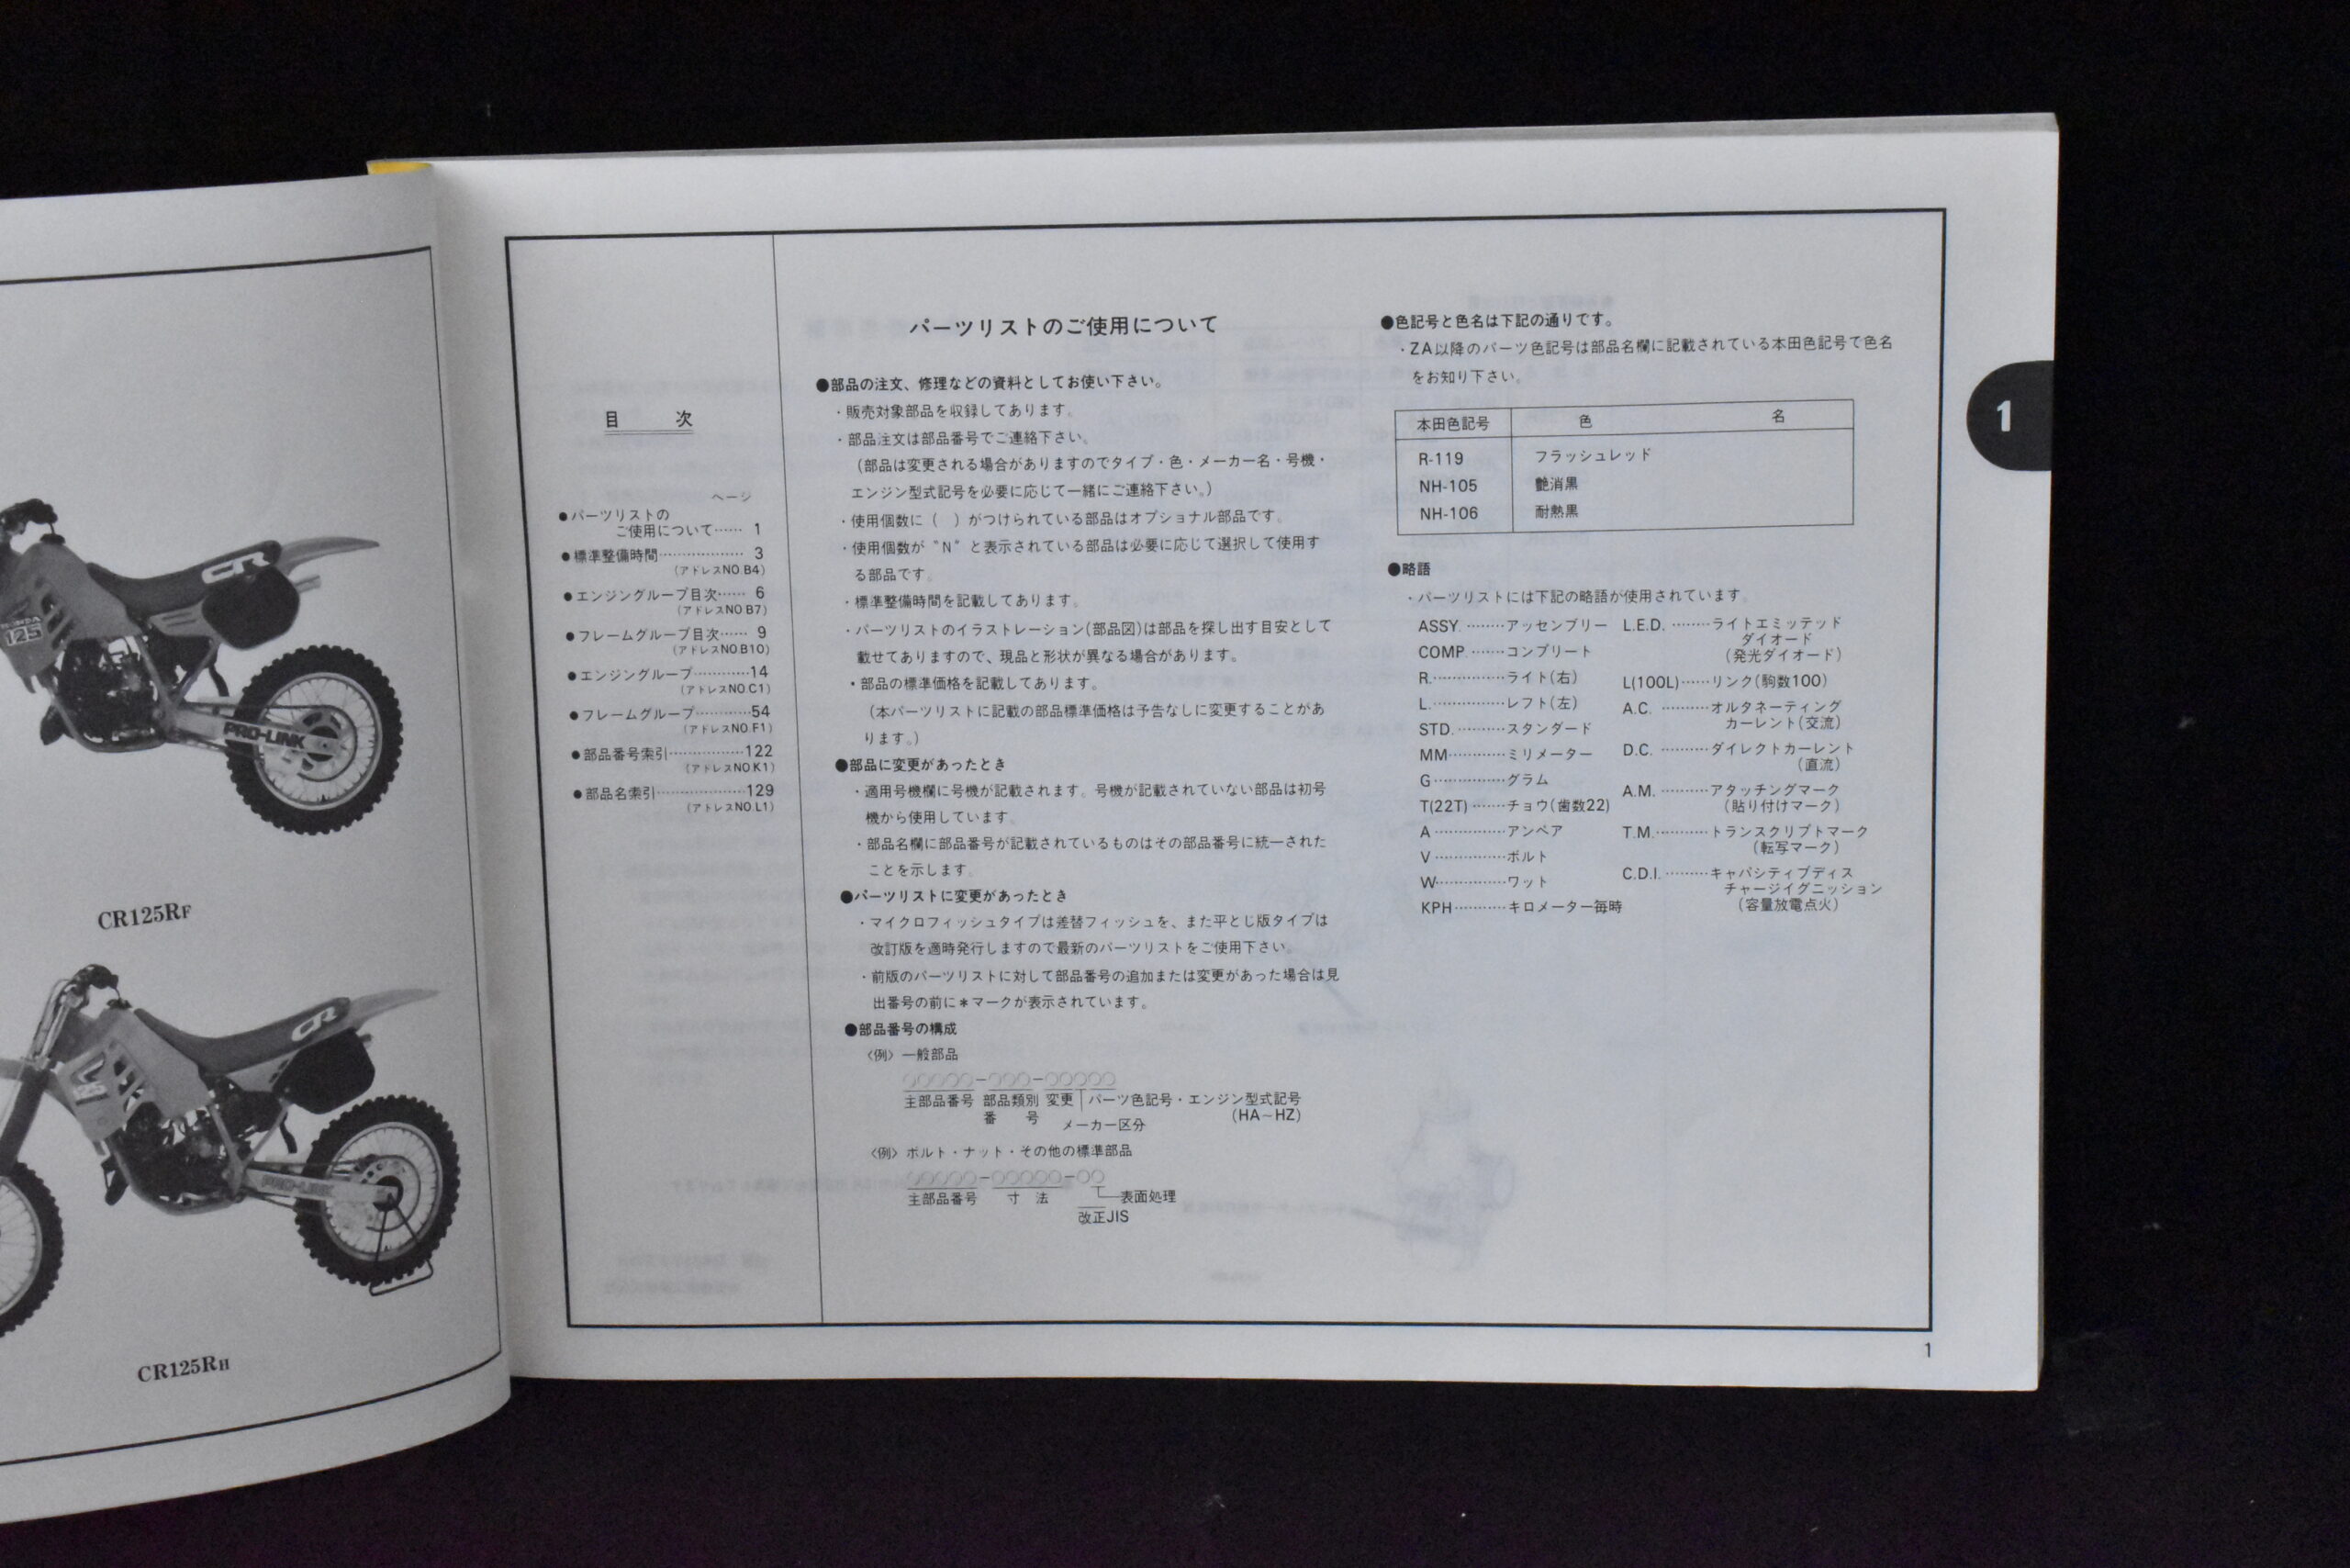 CR
HONDA
125
PRO-LINK
CR125RF
CR
PRO-LINK
CR125RH
目 次
ページ
●パーツリストの
ご使用について…… 1
●標準整備時間……………… 3
(アドレスNO.B4)
●エンジングループ目次…… 6
(アドレスNO.B7)
●フレームグループ目次…… 9
(アドレスNO.B10)
●エンジングループ…………14
(アドレスNO.C1)
●フレームグループ…………54
(アドレスNO.F1)
●部品番号索引……………122
(アドレスNO.K1)
●部品名索引………………129
(アドレスNO.L1)
パーツリストのご使用について
●部品の注文、修理などの資料としてお使い下さい。
・販売対象部品を収録してあります。
・部品注文は部品番号でご連絡下さい。
(部品は変更される場合がありますのでタイプ・色・メーカー名・号機・
エンジン型式記号を必要に応じて一緒にご連絡下さい。)
・使用個数に( )がつけられている部品はオプショナル部品です。
・使用個数が“N”と表示されている部品は必要に応じて選択して使用す
る部品です。
・標準整備時間を記載してあります。
・パーツリストのイラストレーション(部品図)は部品を探し出す目安として
載せてありますので、現品と形状が異なる場合があります。
・部品の標準価格を記載してあります。
(本パーツリストに記載の部品標準価格は予告なしに変更することがあ
ります。)
●部品に変更があったとき
・適用号機欄に号機が記載されます。号機が記載されていない部品は初号
機から使用しています。
・部品名欄に部品番号が記載されているものはその部品番号に統一された
ことを示します。
●パーツリストに変更があったとき
・マイクロフィッシュタイプは差替フィッシュを、また平とじ版タイプは
改訂版を適時発行しますので最新のパーツリストをご使用下さい。
・前版のパーツリストに対して部品番号の追加または変更があった場合は見
出番号の前に＊マークが表示されています。
●部品番号の構成
〈例〉一般部品
○○○○○-○○○-○○○○○
主部品番号 部品類別 変更 パーツ色記号・エンジン型式記号
番 号 (HA~HZ)
メーカー区分
〈例〉ボルト・ナット・その他の標準部品
○○○○○-○○○○○-○○
主部品番号 寸 法 表面処理
改正JIS
●色記号と色名は下記の通りです。
・ZA以降のパーツ色記号は部品名欄に記載されている本田色記号で色名
をお知り下さい。
本田色記号 色 名
R-119 フラッシュレッド
NH-105 艶消黒
NH-106 耐熱黒
●略語
・パーツリストには下記の略語が使用されています。
ASSY.………アッセンブリー
COMP.……コンプリート
R.……………ライト(右)
L.……………レフト(左)
STD.…………スタンダード
MM…………ミリメーター
G……………グラム
T(22T)……チョウ(歯数22)
A……………アンペア
V……………ボルト
W……………ワット
KPH…………キロメーター毎時
L.E.D.………ライトエミッテッド
ダイオード
(発光ダイオード)
L(100L)……リンク(駒数100)
A.C.…………オルタネーティング
カーレント(交流)
D.C.…………ダイレクトカーレント
(直流)
A.M.…………アタッチングマーク
(貼り付けマーク)
T.M.…………トランスクリプトマーク
(転写マーク)
C.D.I.………キャパシティブディス
チャージイグニッション
(容量放電点火)
1
1